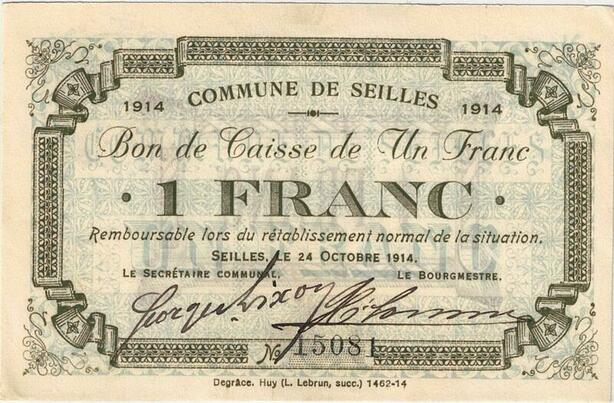 COMMUNE DE SEILLES
1914 1914
Bon de Caisse de Un Franc
· 1 FRANC ·
Remboursable lors du rétablissement normal de la situation.
SEILLES, LE 24 OCTOBRE 1914.
LE SECRÉTAIRE COMMUNAL, LE BOURGMESTRE.
Georges
No 15081
Degrâce. Huy (L. Lebrun, succ.) 1462-14